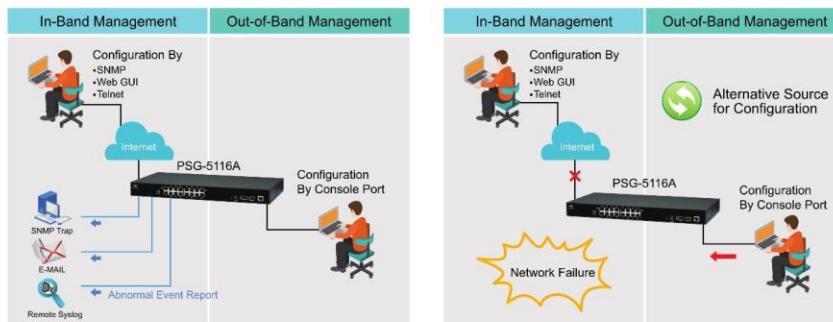 In-Band Management
Out-of-Band Management
Configuration By
•SNMP
•Web GUI
•Telnet
Internet
PSG-5116A
Configuration
By Console Port
SNMP Trap
E-MAIL
Abnormal Event Report
Remote Syslog
In-Band Management
Out-of-Band Management
Configuration By
•SNMP
•Web GUI
•Telnet
Alternative Source
for Configuration
Internet
PSG-5116A
Configuration
By Console Port
Network Failure